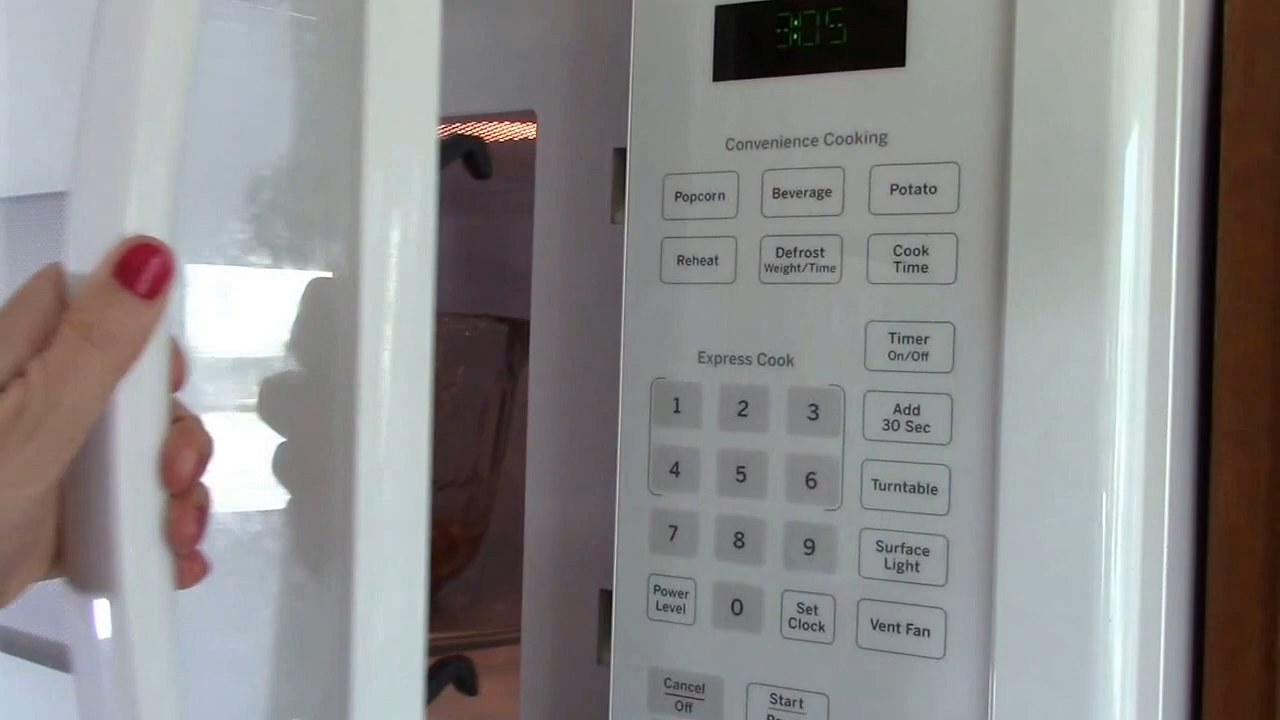 3:05
Convenience Cooking
Popcorn
Beverage
Potato
Reheat
Defrost
Weight/Time
Cook
Time
Timer
On/Off
Express Cook
1
2
3
Add
30 Sec
4
5
6
Turntable
7
8
9
Surface
Light
Power
Level
0
Set
Clock
Vent Fan
Cancel
Off
Start